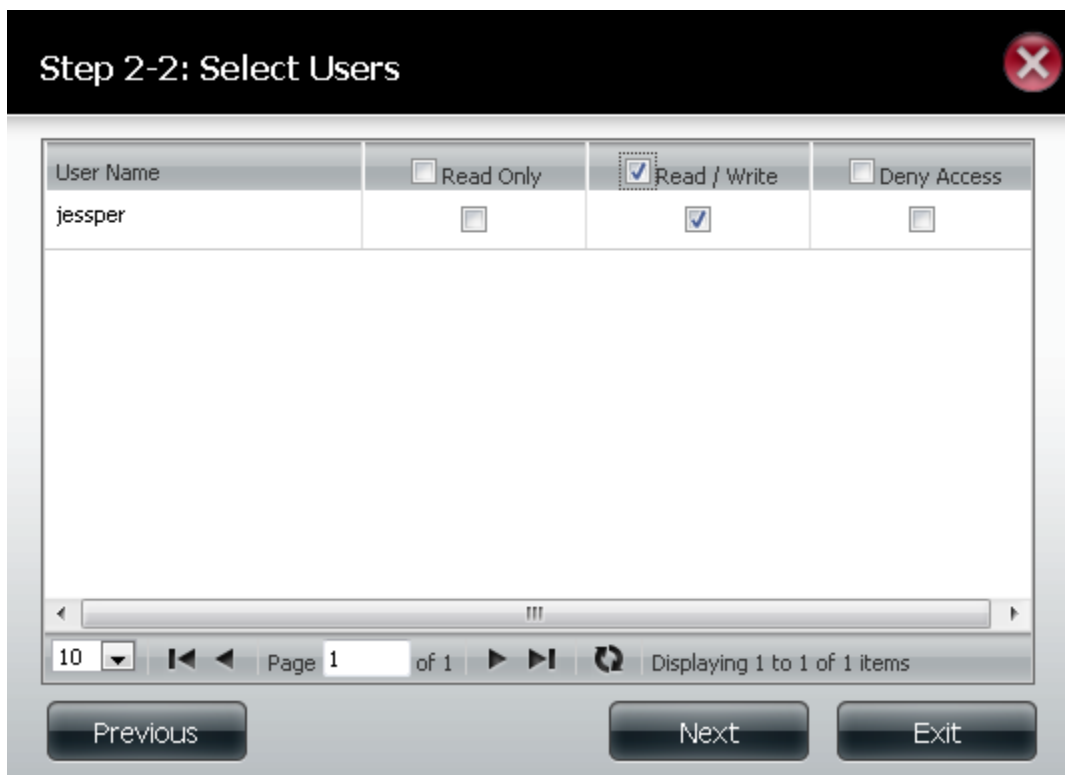 Step 2-2: Select Users
User Name Read Only Read / Write Deny Access
jessper
10 Page 1 of 1 Displaying 1 to 1 of 1 items
Previous Next Exit